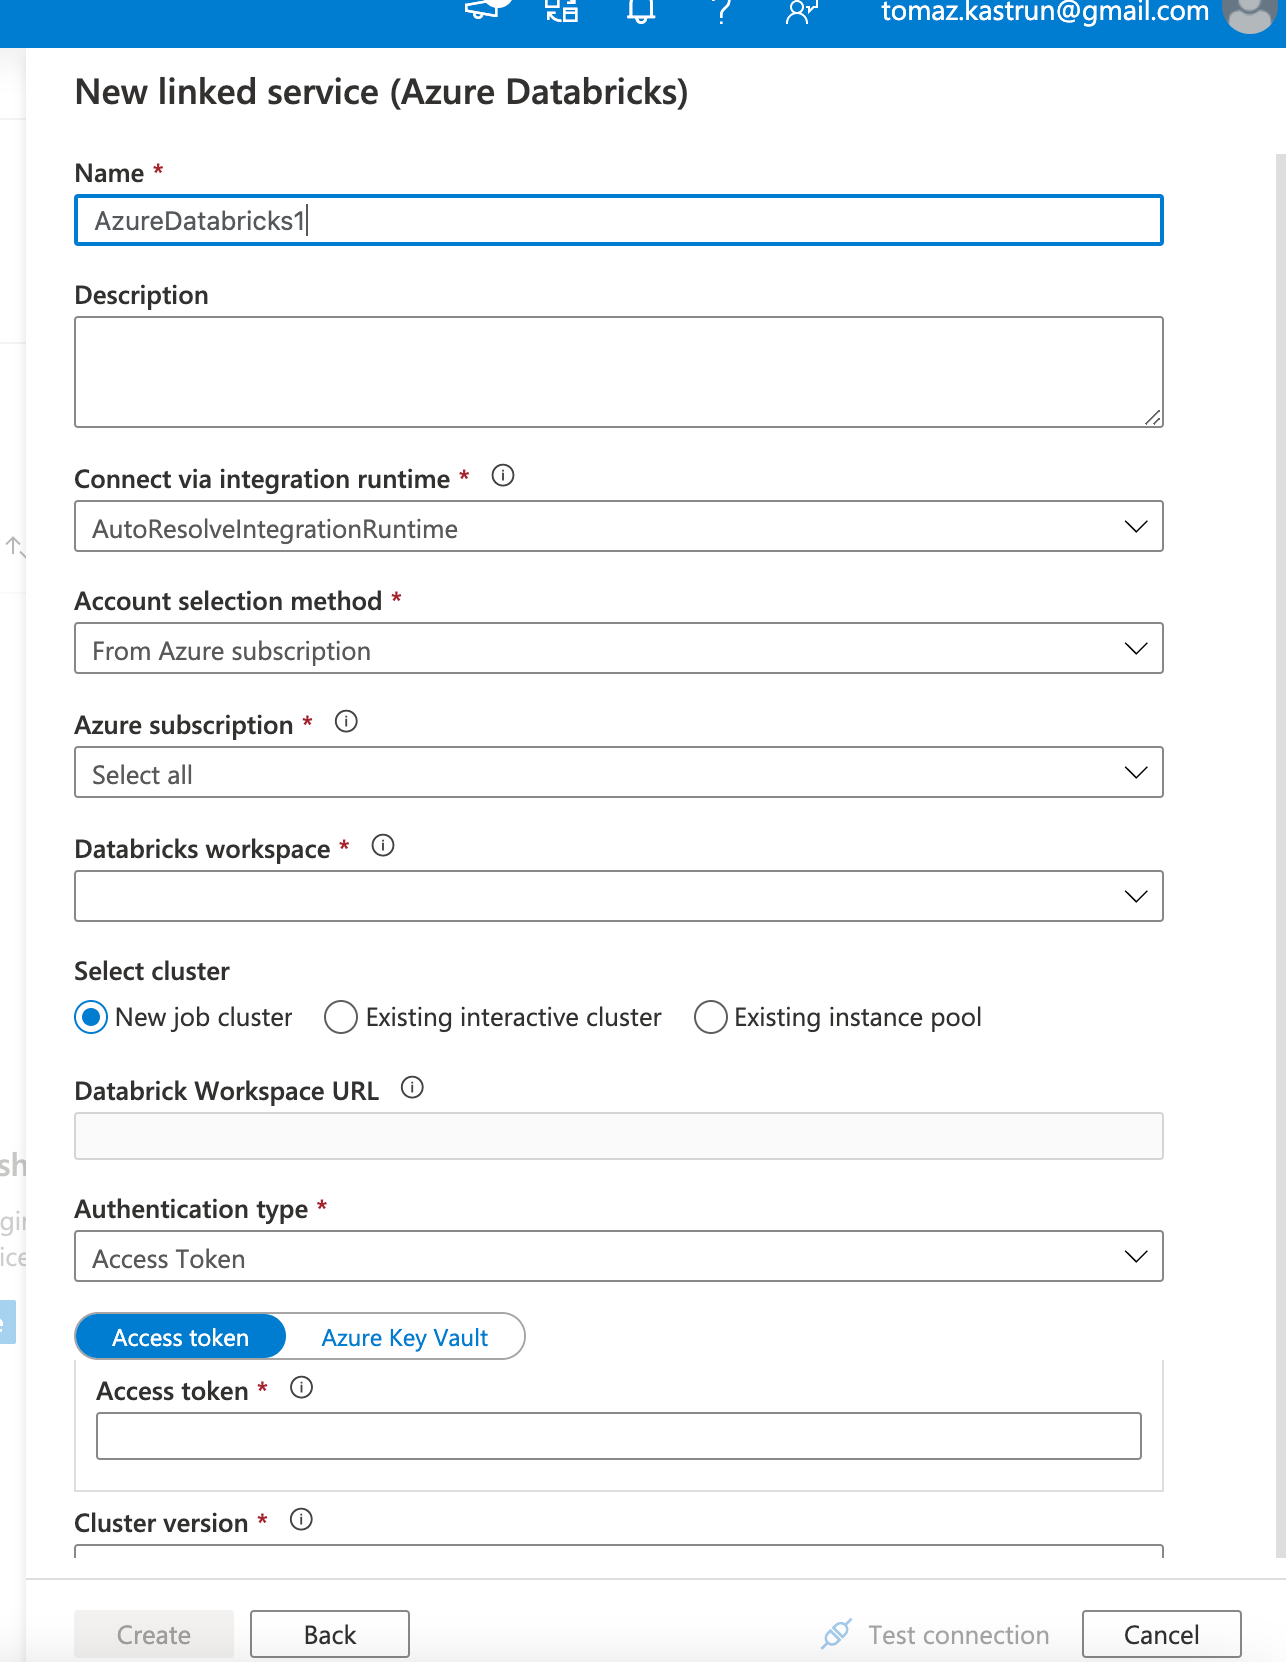 tomaz.kastrun@gmail.com
New linked service (Azure Databricks)
Name *
AzureDatabricks1
Description
Connect via integration runtime *
AutoResolveIntegrationRuntime
Account selection method *
From Azure subscription
Azure subscription *
Select all
Databricks workspace *
Select cluster
New job cluster Existing interactive cluster Existing instance pool
Databrick Workspace URL
Authentication type *
Access Token
Access token Azure Key Vault
Access token *
Cluster version *
Create Back Test connection Cancel